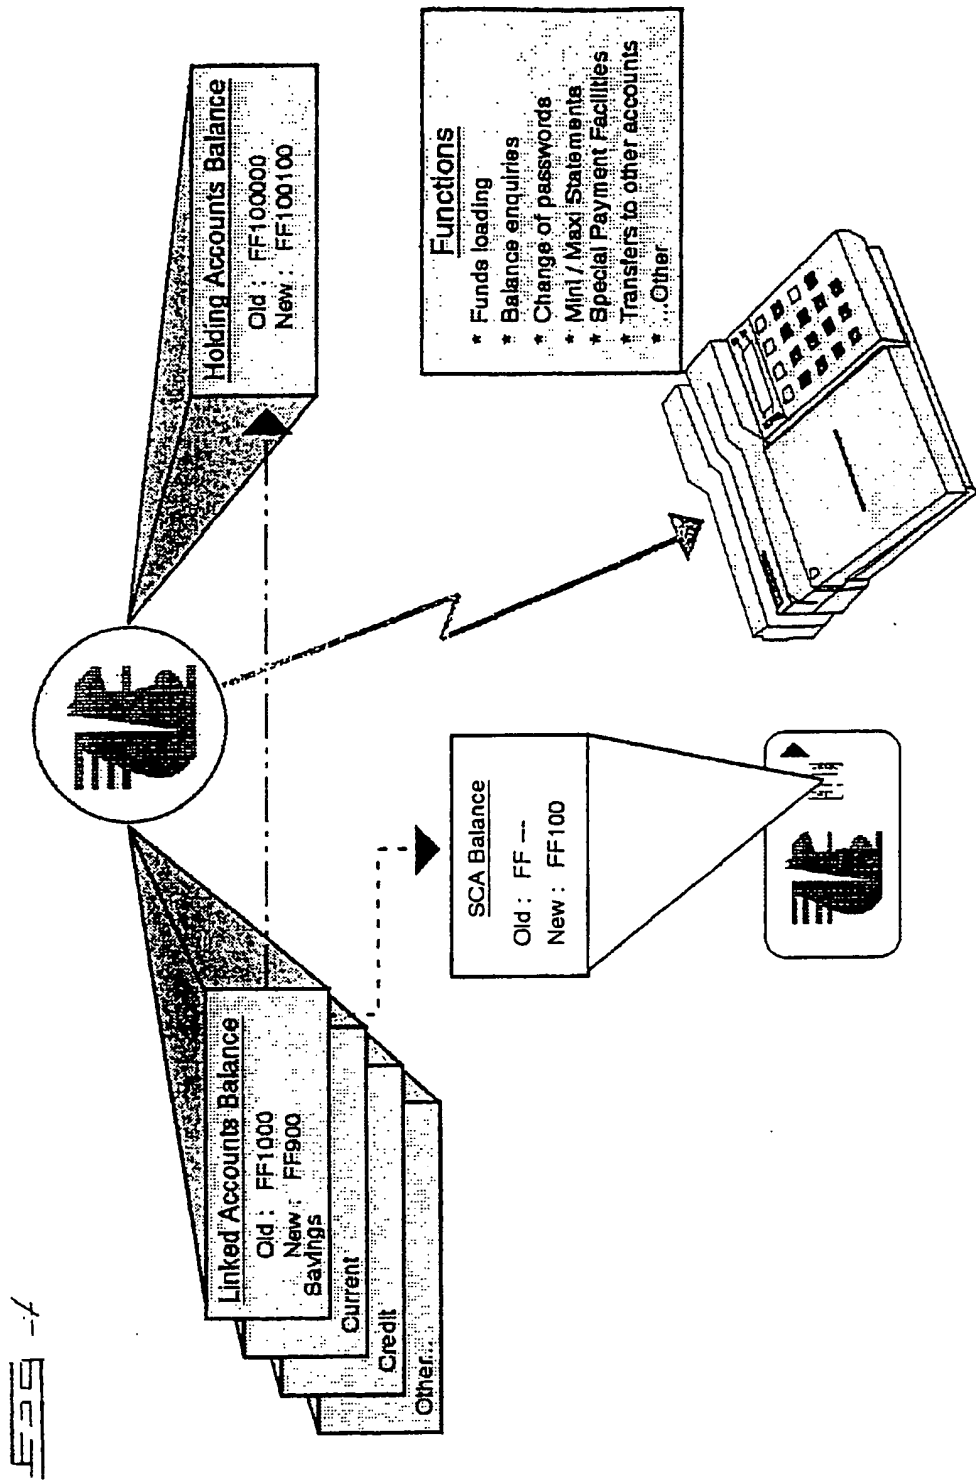 Linked Accounts Balance
Old : FF1000
New : FF900
Savings
Current
Credit
Other...
Holding Accounts Balance
Old : FF100000
New : FF100100
SCA Balance
Old : FF ---
New : FF100
Functions
* Funds loading
* Balance enquiries
* Change of passwords
* Mini / Maxi Statements
* Special Payment Facilities
* Transfers to other accounts
* ...Other